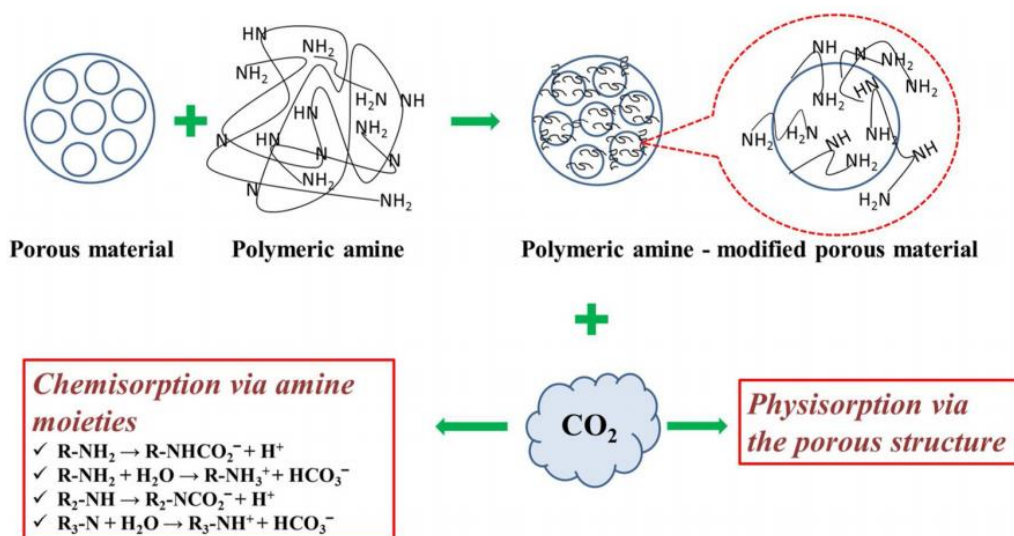 HN
NH₂
NH₂
H₂N
NH
HN
NH₂
N
HN
N
N
N
NH₂
NH₂
NH
N
NH₂
NH₂
HN
NH₂
H₂N
NH
NH₂
NH₂
NH
H₂N
Porous material
Polymeric amine
Polymeric amine - modified porous material
Chemisorption via amine
moieties
✓ R-NH₂ → R-NHCO₂⁻ + H⁺
✓ R-NH₂ + H₂O → R-NH₃⁺ + HCO₃⁻
✓ R₂-NH → R₂-NCO₂⁻ + H⁺
✓ R₃-N + H₂O → R₃-NH⁺ + HCO₃⁻
CO₂
Physisorption via
the porous structure